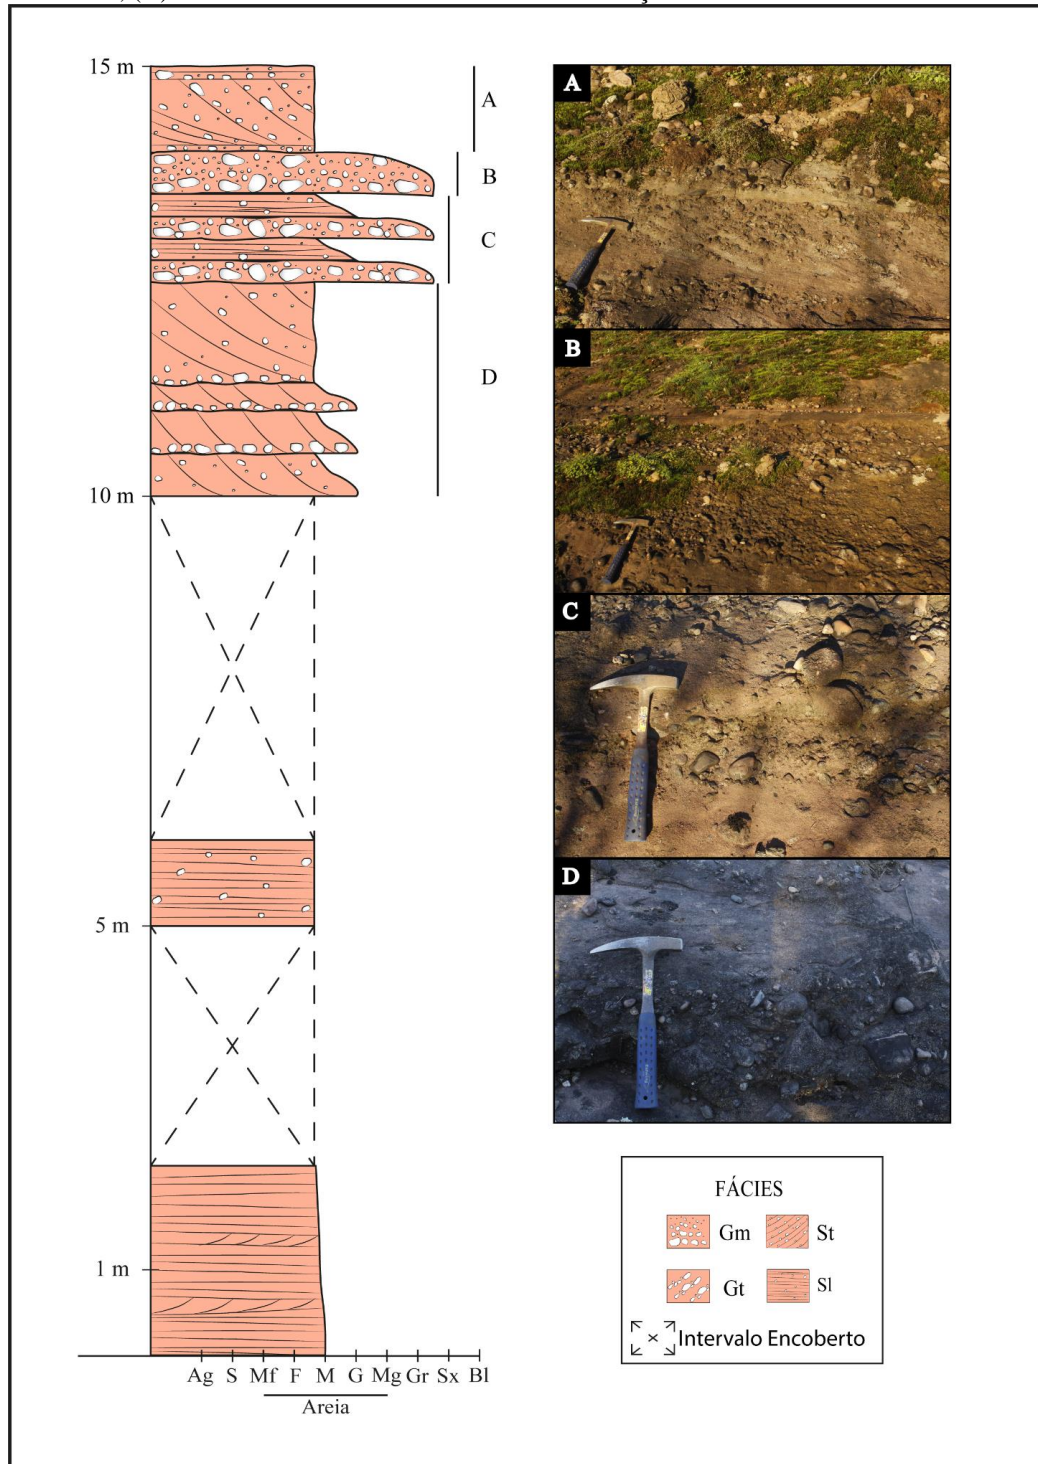 15 m
A
B
C
D
10 m
5 m
1 m
Ag S Mf F M G Mg Gr Sx Bl
Areia
A
B
C
D
FÁCIES
Gm St
Gt Sl
Intervalo Encoberto